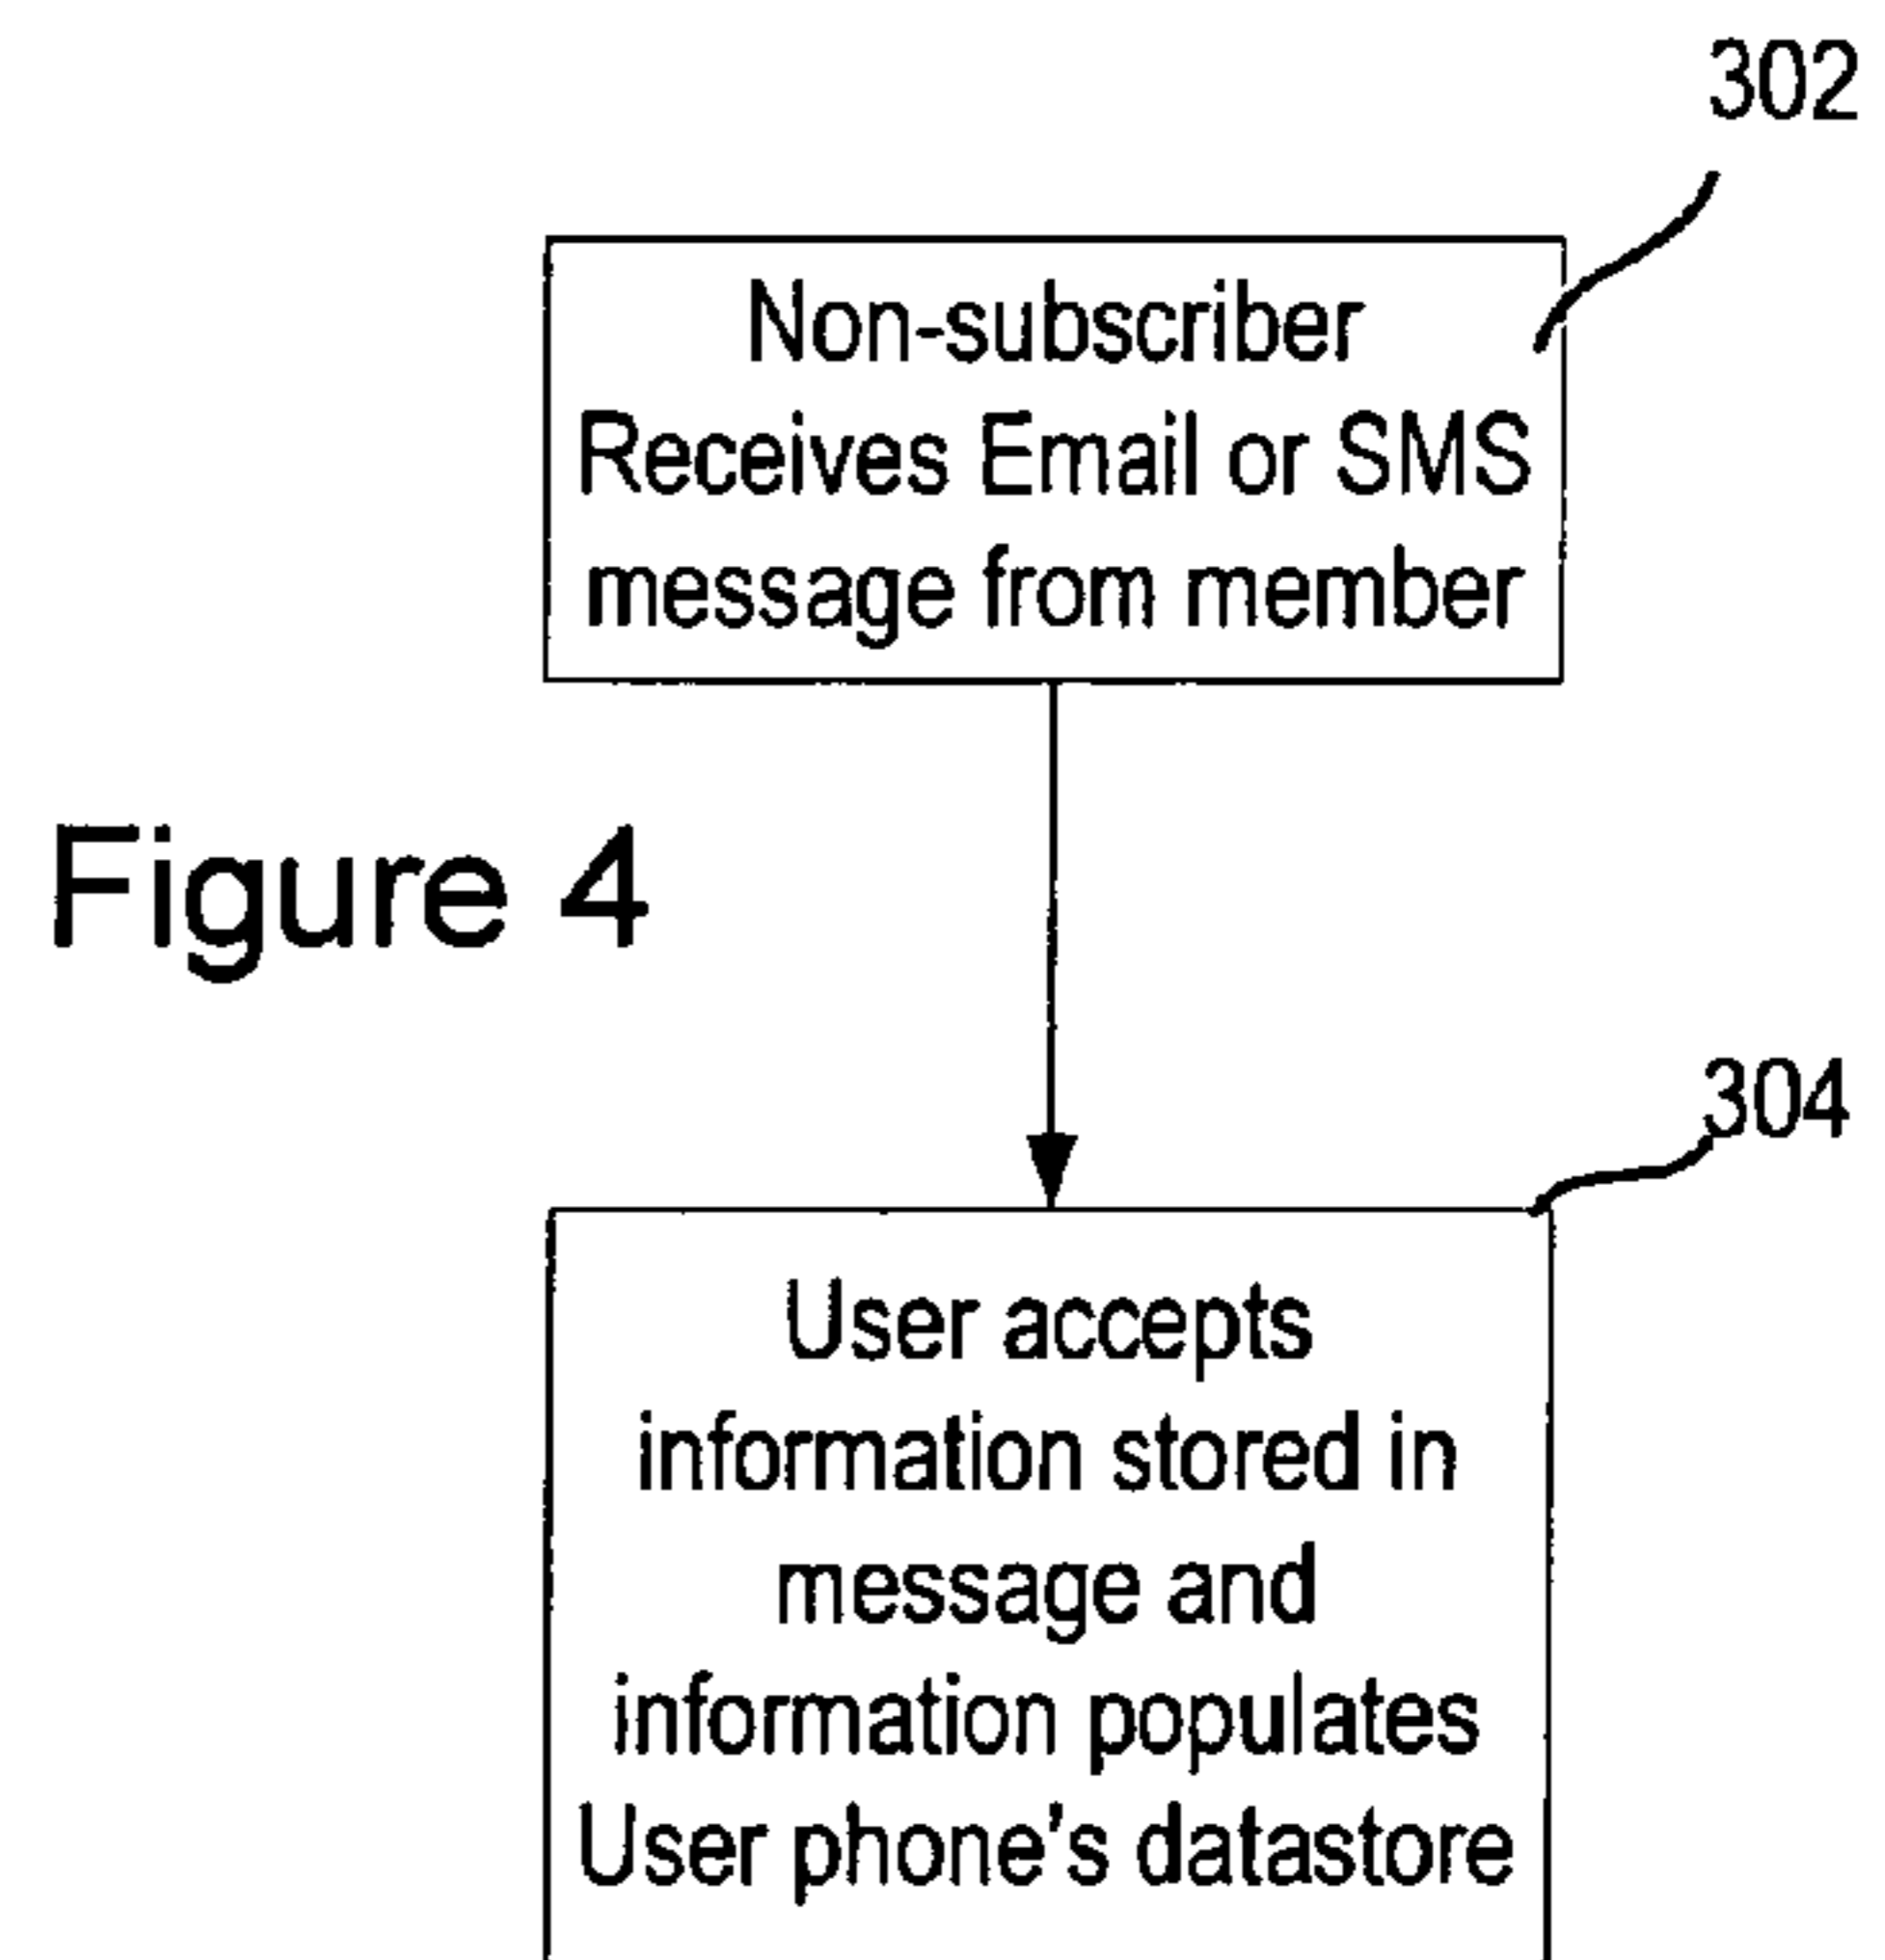 302
Non-subscriber
Receives Email or SMS
message from member
Figure 4
304
User accepts
information stored in
message and
information populates
User phone's datastore